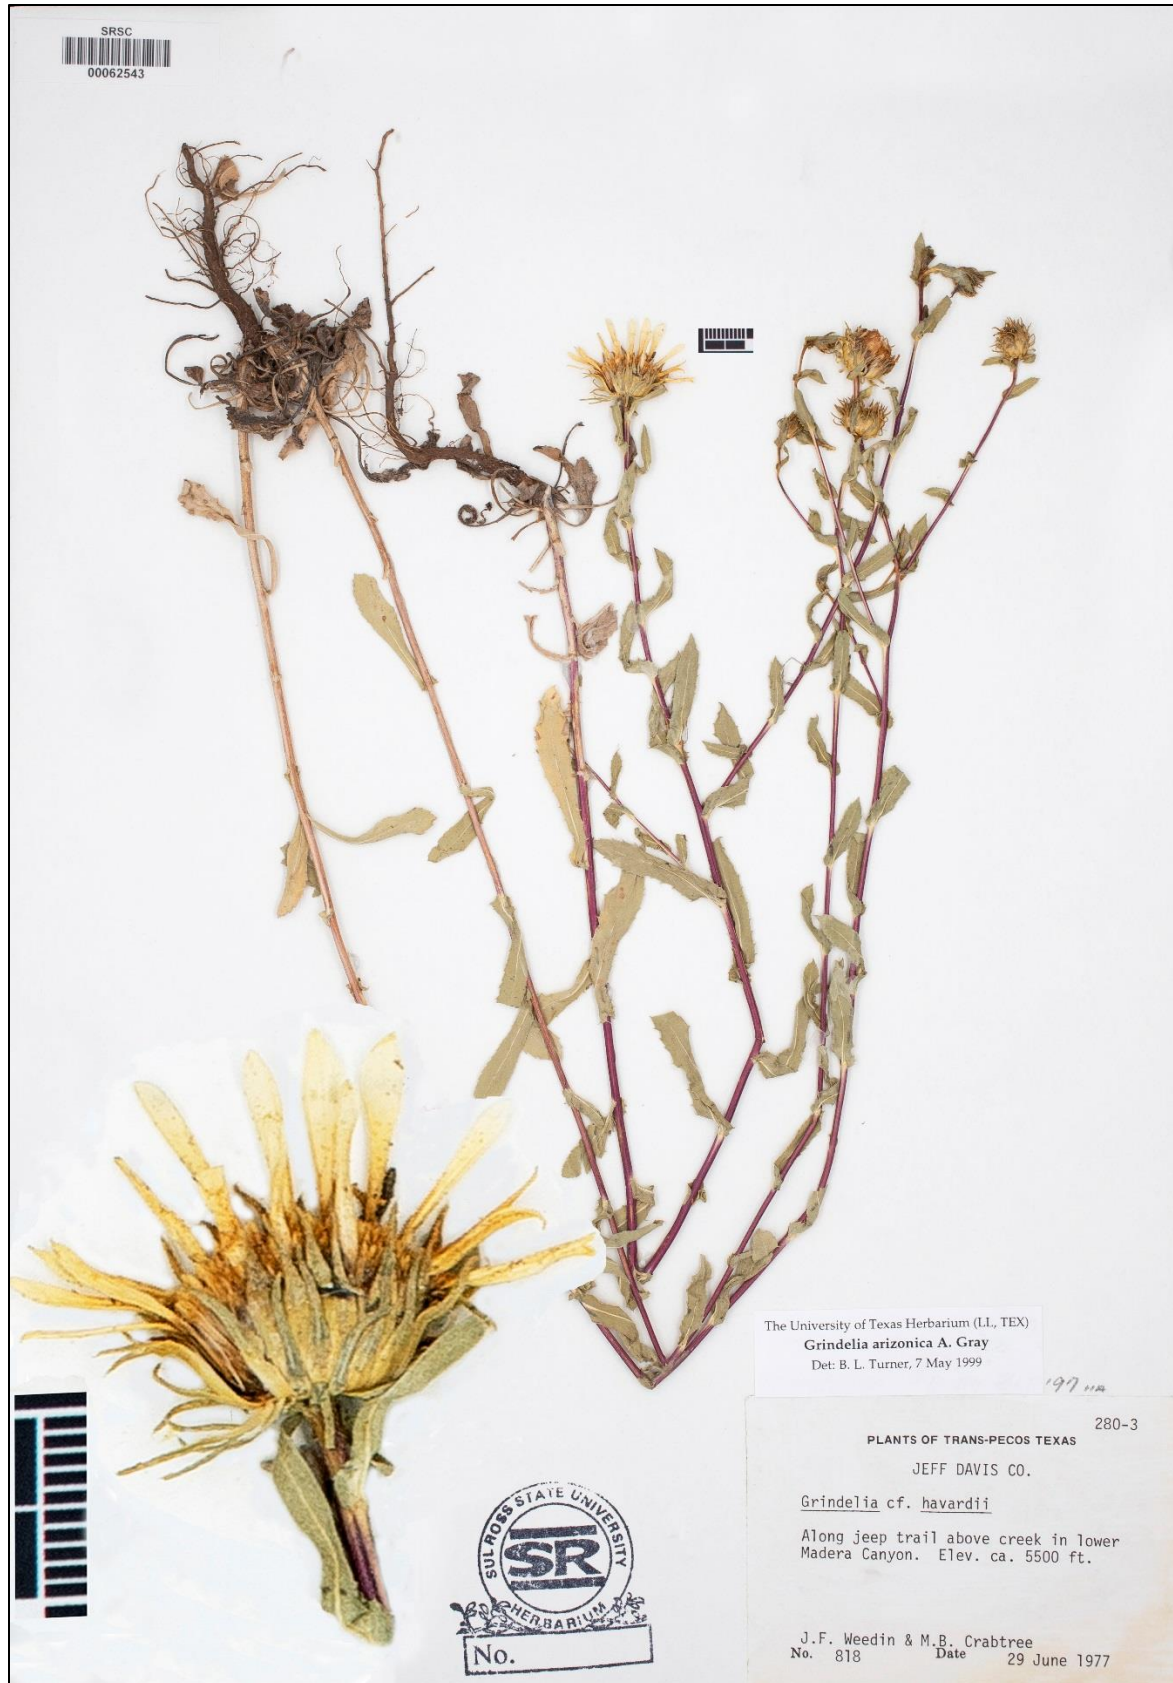 SRSC
00062543
The University of Texas Herbarium (LL, TEX)
Grindelia arizonica A. Gray
Det: B. L. Turner, 7 May 1999
'97 HA
280-3
PLANTS OF TRANS-PECOS TEXAS
JEFF DAVIS CO.
Grindelia cf. havardii
Along jeep trail above creek in lower
Madera Canyon. Elev. ca. 5500 ft.
J.F. Weedin & M.B. Crabtree
No. 818 Date 29 June 1977
SUL ROSS STATE UNIVERSITY
SR
HERBARIUM
No.